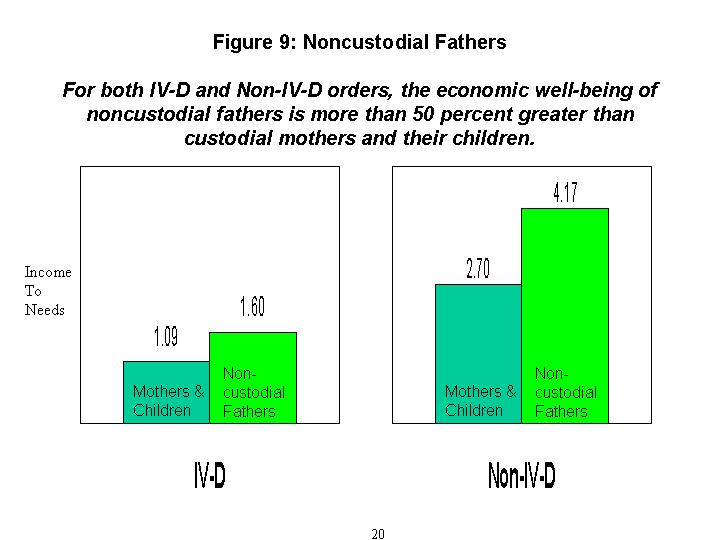 Figure 9: Noncustodial Fathers
For both IV-D and Non-IV-D orders, the economic well-being of
noncustodial fathers is more than 50 percent greater than
custodial mothers and their children.
Income
To
Needs
1.09
1.60
Mothers &
Children
Non-
custodial
Fathers
IV-D
2.70
4.17
Mothers &
Children
Non-
custodial
Fathers
Non-IV-D
20